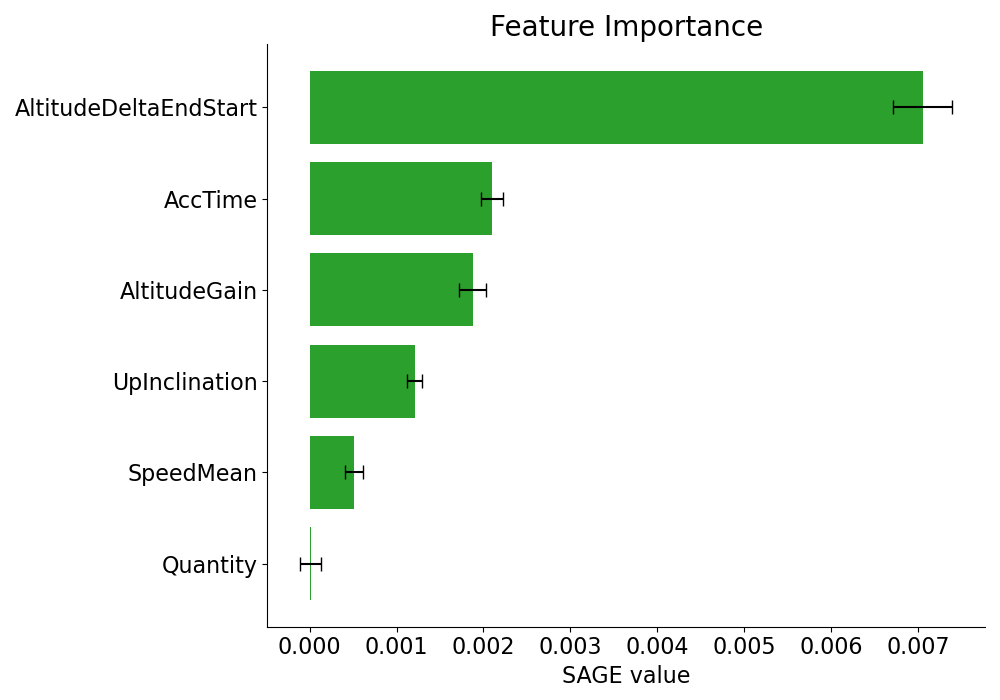 Feature Importance
AltitudeDeltaEndStart
AccTime
AltitudeGain
UpInclination
SpeedMean
Quantity
0.000 0.001 0.002 0.003 0.004 0.005 0.006 0.007
SAGE value